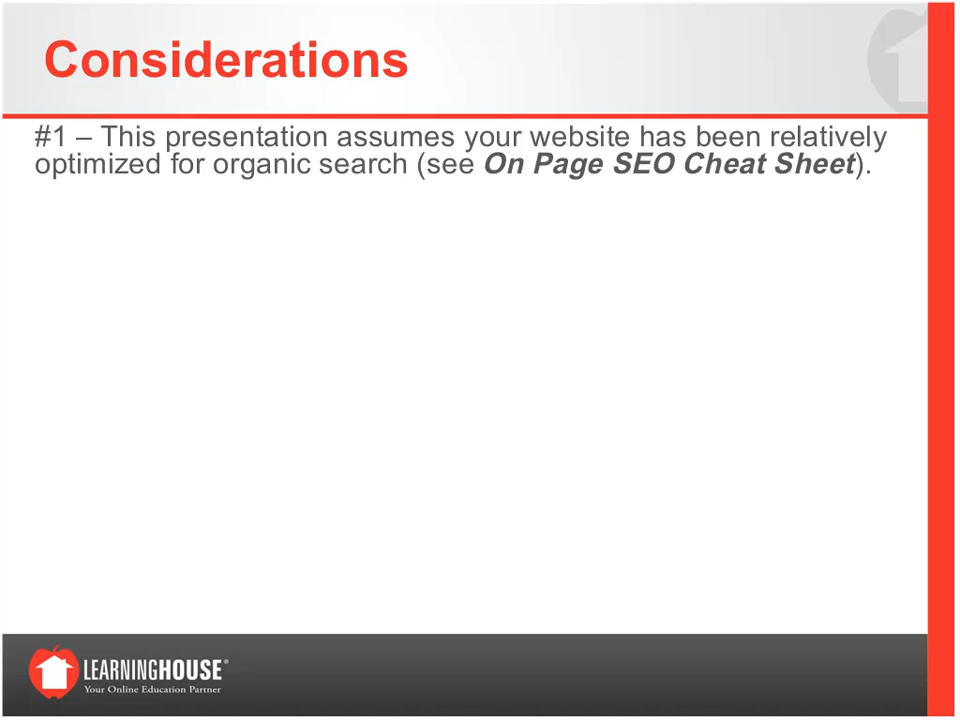 Considerations
#1 – This presentation assumes your website has been relatively
optimized for organic search (see On Page SEO Cheat Sheet).
LEARNINGHOUSE®
Your Online Education Partner